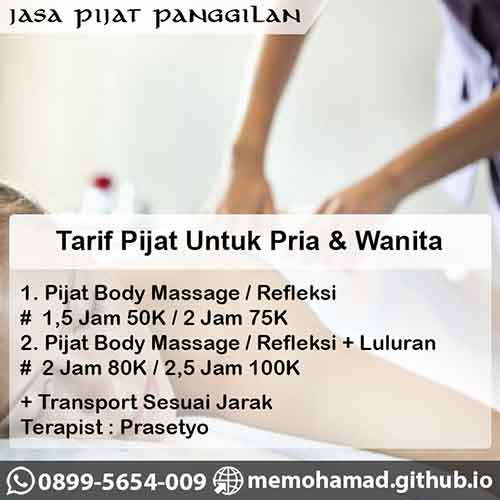 JASA PIJAT PANGGILAN
Tarif Pijat Untuk Pria & Wanita
1. Pijat Body Massage / Refleksi
# 1,5 Jam 50K / 2 Jam 75K
2. Pijat Body Massage / Refleksi + Luluran
# 2 Jam 80K / 2,5 Jam 100K
+ Transport Sesuai Jarak
Terapist : Prasetyo
0899-5654-009 memohamad.github.io